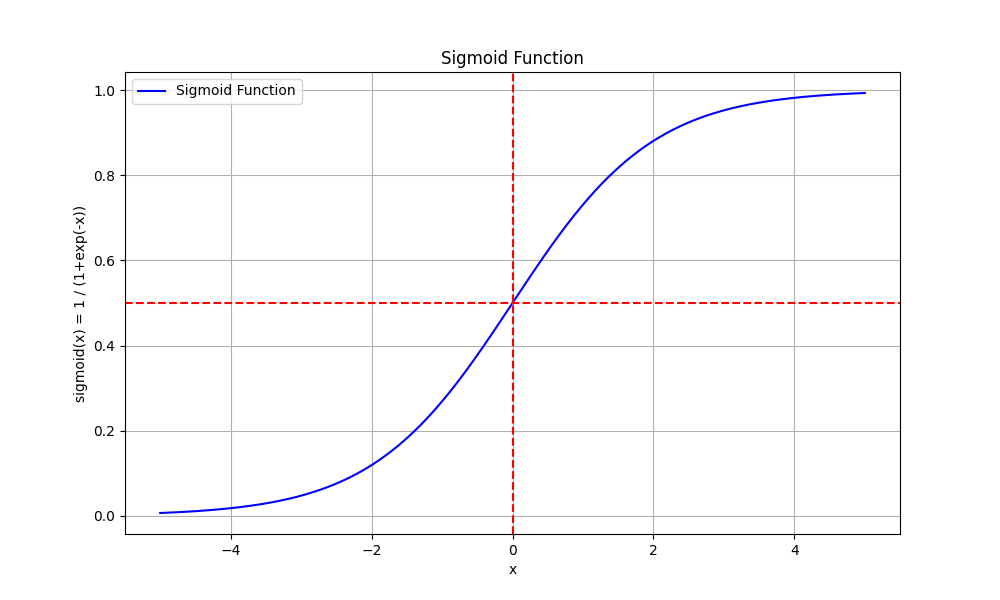 Sigmoid Function
Sigmoid Function
sigmoid(x) = 1 / (1+exp(-x))
1.0
0.8
0.6
0.4
0.2
0.0
−4
−2
0
2
4
x